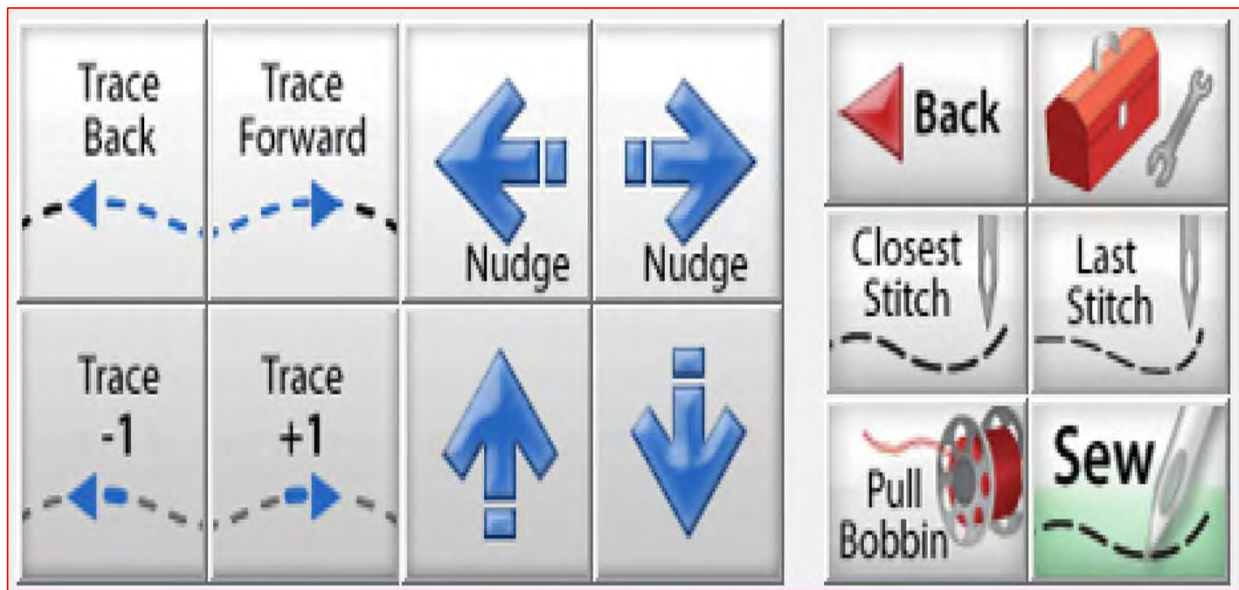 Trace
Back
Trace
Forward
Nudge
Nudge
Trace
-1
Trace
+1
Back
Closest
Stitch
Last
Stitch
Pull
Bobbin
Sew